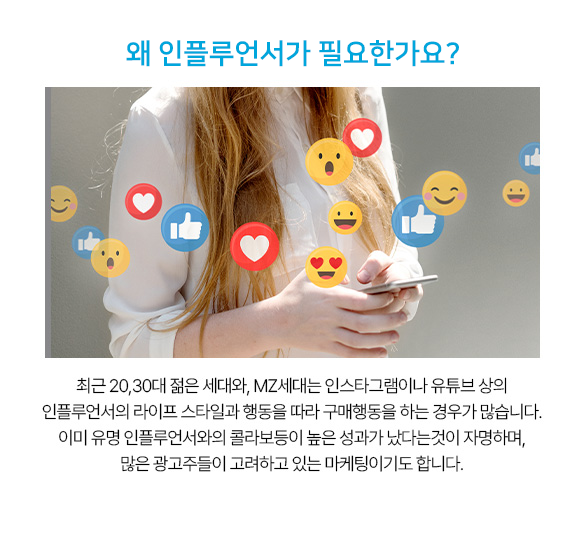 왜 인플루언서가 필요한가요?
최근 20,30대 젊은 세대와, MZ세대는 인스타그램이나 유튜브 상의
인플루언서의 라이프 스타일과 행동을 따라 구매행동을 하는 경우가 많습니다.
이미 유명 인플루언서와의 콜라보등이 높은 성과가 났다는것이 자명하며,
많은 광고주들이 고려하고 있는 마케팅이기도 합니다.